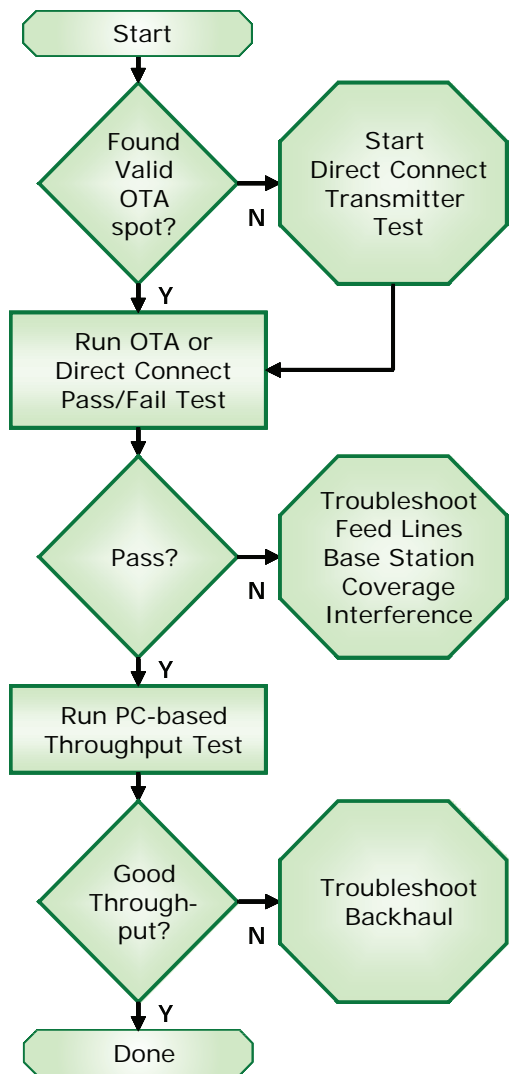 Start
Found
Valid
OTA
spot?
N
Start
Direct Connect
Transmitter
Test
Y
Run OTA or
Direct Connect
Pass/Fail Test
Pass?
N
Troubleshoot
Feed Lines
Base Station
Coverage
Interference
Y
Run PC-based
Throughput Test
Good
Through-
put?
N
Troubleshoot
Backhaul
Y
Done